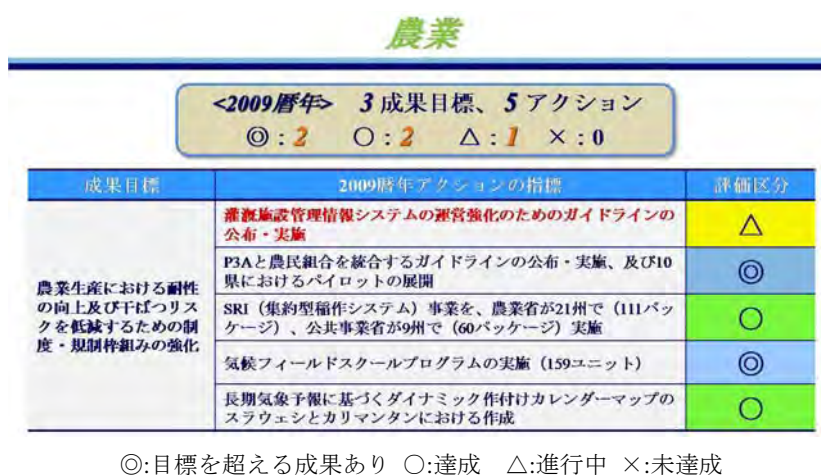 農業
<2009暦年> 3成果目標、5アクション
◎:2 ○:2 △:1 ×:0
成果目標 2009暦年アクションの指標 評価区分
灌漑施設管理情報システムの運営強化のためのガイドラインの
公布・実施
△
P3Aと農民組合を統合するガイドラインの公布・実施、及び10
県におけるパイロットの展開
◎
農業生産における耐性
の向上及び干ばつリス
クを低減するための制
度・規制枠組みの強化
SRI(集約型稲作システム)事業を、農業省が21州で(111パッ
ケージ)、公共事業省が9州で(60パッケージ)実施
○
気候フィールドスクールプログラムの実施(159ユニット)
◎
長期気象予報に基づくダイナミック作付けカレンダーマップの
スラウェシとカリマンタンにおける作成
○
◎:目標を超える成果あり ○:達成 △:進行中 ×:未達成